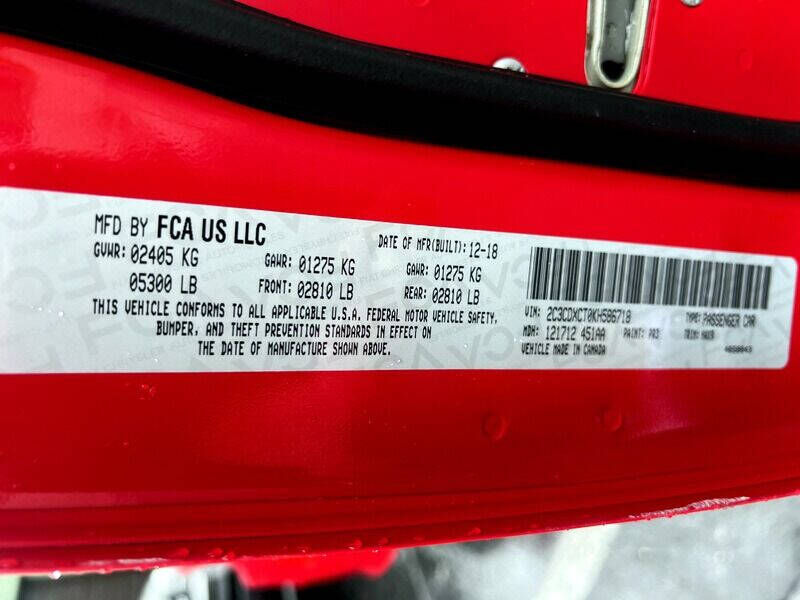 MFD BY FCA US LLC
DATE OF MFR(BUILT): 12-18
GVWR: 02405 KG
GAWR: 01275 KG
GAWR: 01275 KG
05300 LB
FRONT: 02810 LB
REAR: 02810 LB
THIS VEHICLE CONFORMS TO ALL APPLICABLE U.S.A. FEDERAL MOTOR VEHICLE SAFETY,
BUMPER, AND THEFT PREVENTION STANDARDS IN EFFECT ON
THE DATE OF MANUFACTURE SHOWN ABOVE.
VIN: 2C3CDXCT0KH586718
TYPE: PASSENGER CAR
MDH: 121712 451AA
PAINT: PR3
TRIM:
VEHICLE MADE IN CANADA